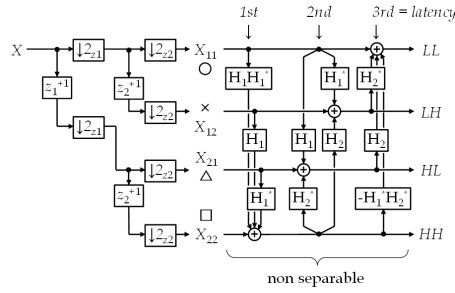 1st 2nd 3rd = latency
X ↓2z1 ↓2z2 X11 LL
z1+1 z2+1 H1H1* H1* H2*
↓2z2 X12 LH
↓2z1 H1 H1* H2 H2
↓2z2 X21 HL
z2+1 H1* H2* -H1*H2*
↓2z2 X22 HH
non separable